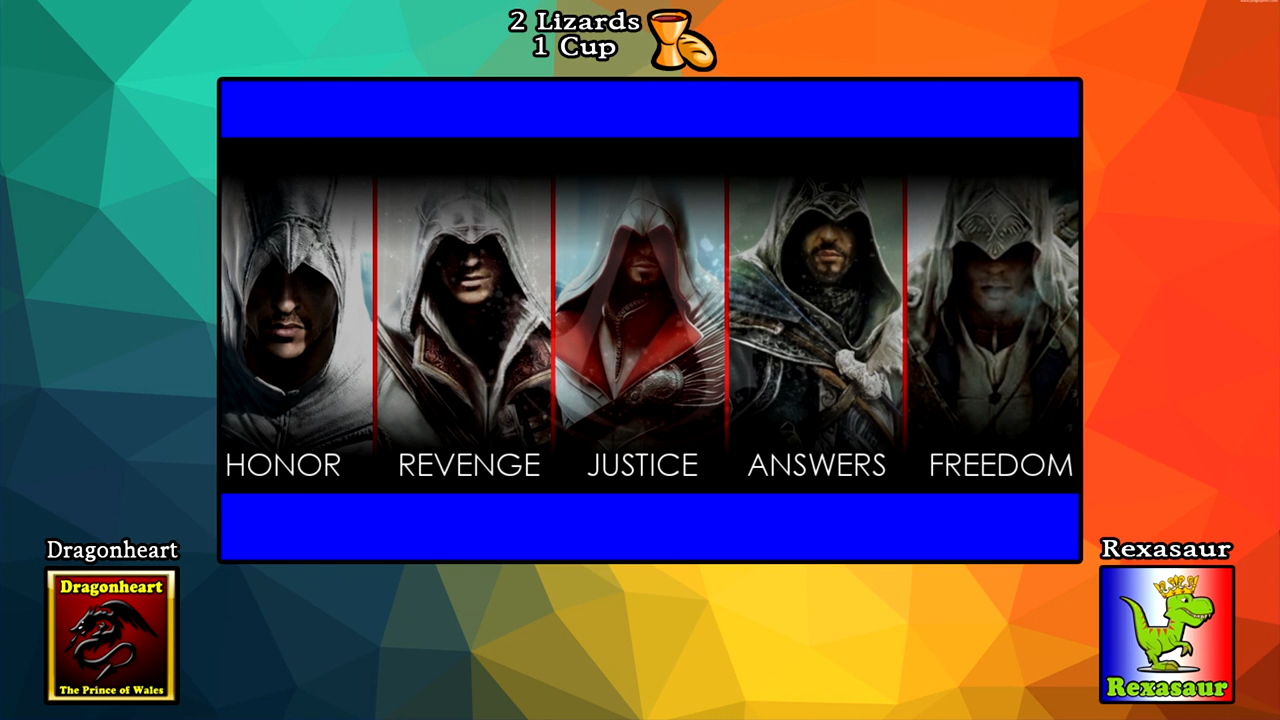 2 Lizards
1 Cup
HONOR
REVENGE
JUSTICE
ANSWERS
FREEDOM
Dragonheart
Dragonheart
The Prince of Wales
Rexasaur
Rexasaur